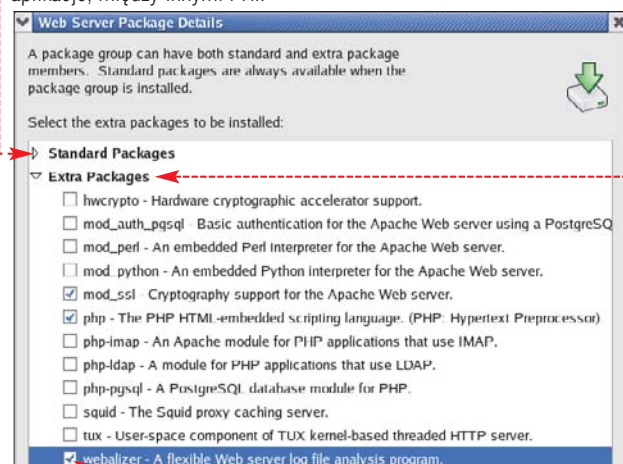 Web Server Package Details
A package group can have both standard and extra package
members. Standard packages are always available when the
package group is installed.
Select the extra packages to be installed:
Standard Packages
Extra Packages
hwcrypto - Hardware cryptographic accelerator support.
mod_auth_pgsql - Basic authentication for the Apache Web server using a PostgreSQ
mod_perl - An embedded Perl Interpreter for the Apache Web server.
mod_python - An embedded Python interpreter for the Apache Web server.
mod_ssl - Cryptography support for the Apache Web server.
php - The PHP HTML-embedded scripting language. (PHP: Hypertext Preprocessor)
php-imap - An Apache module for PHP applications that use IMAP.
php-ldap - A module for PHP applications that use LDAP.
php-pgsql - A PostgreSQL database module for PHP.
squid - The Squid proxy caching server.
tux - User-space component of TUX kernel-based threaded HTTP server.
webalizer - A flexible Web server log file analysis program.